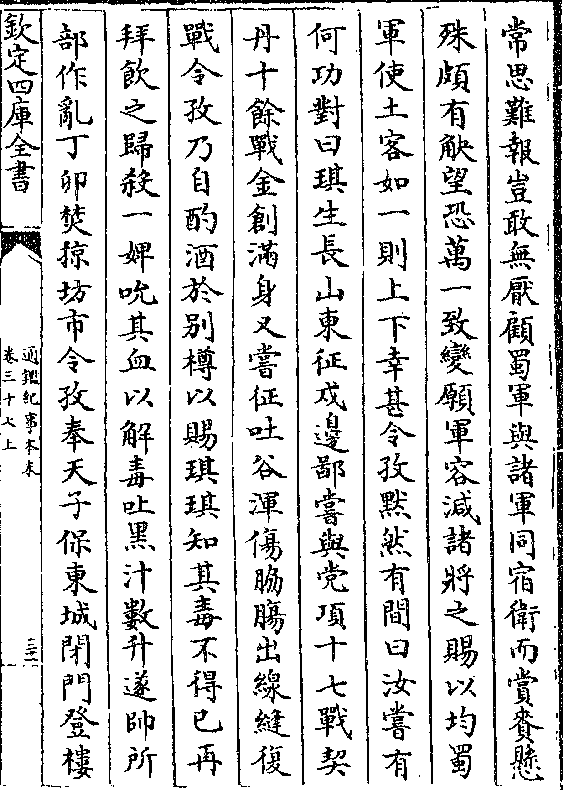 常思難報豈敢無厭顧蜀軍與諸軍同宿衛而賞賚懸
殊頗有觖望恐萬一致變願軍容減諸將之賜以均蜀
軍使土客如一則上下幸甚令孜黙然有間曰汝嘗有
何功對曰琪生長山東征戍邊鄙嘗與党項十七戰契
丹十餘戰金創滿身又嘗征吐谷渾傷脇腸出線縫復
戰令孜乃自酌酒於别樽以賜琪琪知其毒不得已再
拜飲之歸殺一婢吮其血以解毒吐黒汁數升遂帥所
部作亂丁卯焚掠坊市令孜奉天子保東城閉門登樓
欽定四庫全書
通鑑紀事本末
卷三十七上